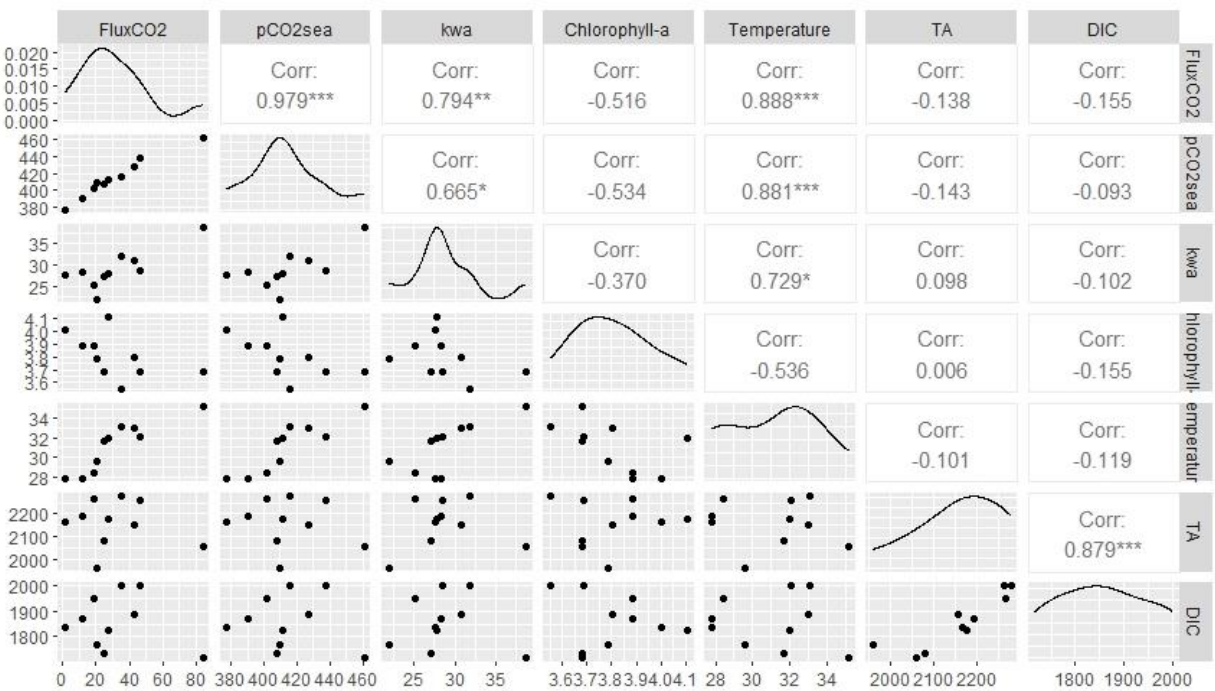 FluxCO2 pCO2sea kwa Chlorophyll-a Temperature TA DIC
0.020
0.015
0.010
0.005
0.000
Corr: Corr: Corr: Corr: Corr: Corr:
0.979*** 0.794** -0.516 0.888*** -0.138 -0.155
FluxCO2
460
440
420
400
380
Corr: Corr: Corr: Corr: Corr:
0.665* -0.534 0.881*** -0.143 -0.093
pCO2sea
35
30
25
Corr: Corr: Corr: Corr:
-0.370 0.729* 0.098 -0.102
kwa
4.1
4.0
3.9
3.8
3.7
3.6
Corr: Corr: Corr:
-0.536 0.006 -0.155
hlorophyll-
34
32
30
28
Corr: Corr:
-0.101 -0.119
emperatur
2200
2100
2000
Corr:
0.879***
TA
2000
1900
1800
DIC
0 20 40 60 80 380 400 420 440 460 25 30 35 3.63.73.83.94.04.1 28 30 32 34 2000 2100 2200 1800 1900 2000